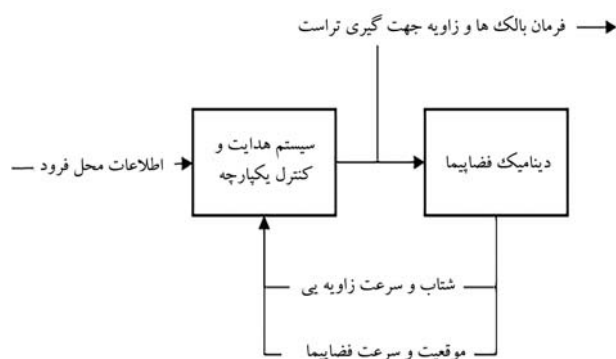 فرمان بالک ها و زاویه جهت گیری تراست
سیستم هدایت و
کنترل یکپارچه
دینامیک فضاپیما
اطلاعات محل فرود
شتاب و سرعت زاویه یی
موقعیت و سرعت فضاپیما